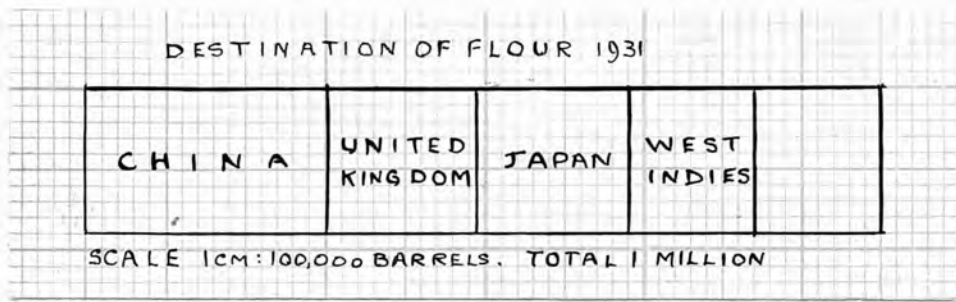 DESTINATION OF FLOUR 1931
CHINA
UNITED
KINGDOM
JAPAN
WEST
INDIES
SCALE 1CM:100,000 BARRELS. TOTAL 1 MILLION